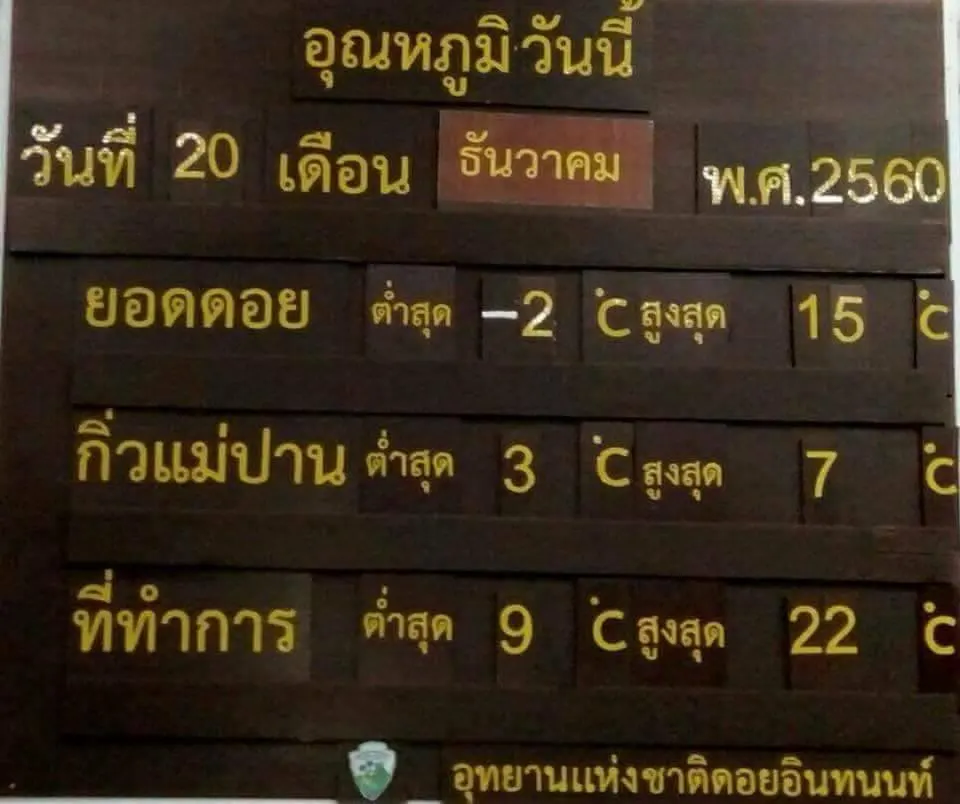 อุณหภูมิ วันนี้
วันที่ 20 เดือน ธันวาคม พ.ศ.2560
ยอดดอย ต่ำสุด -2 °C สูงสุด 15 °C
กิ่วแม่ปาน ต่ำสุด 3 °C สูงสุด 7 °C
ที่ทำการ ต่ำสุด 9 °C สูงสุด 22 °C
อุทยานแห่งชาติดอยอินทนนท์